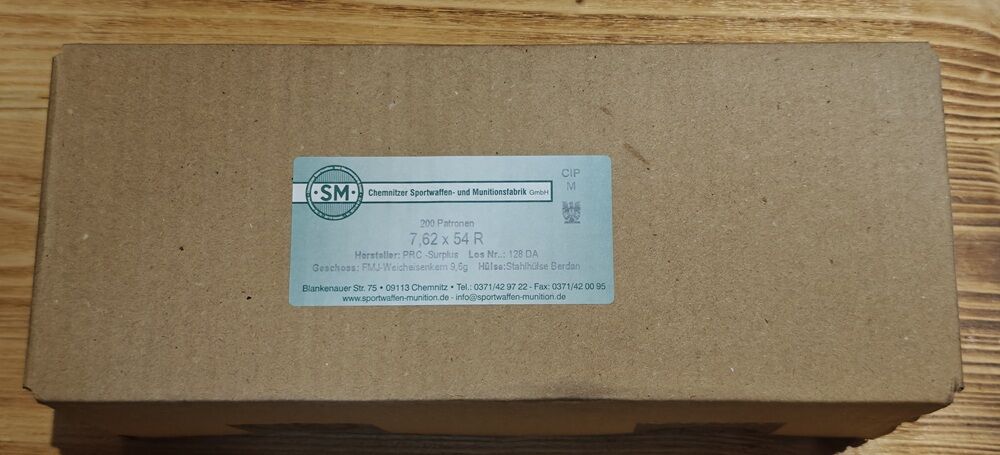 SM
Chemnitzer Sportwaffen- und Munitionsfabrik GmbH
CIP
M
200 Patronen
7,62 x 54 R
Hersteller: PRC -Surplus Los Nr..: 128 DA
Geschoss: FMJ-Weicheisenkern 9,6g Hülse:Stahlhülse Berdan
Blankenauer Str. 75 • 09113 Chemnitz • Tel.: 0371/42 97 22 - Fax: 0371/42 00 95
www.sportwaffen-munition.de - info@sportwaffen-munition.de